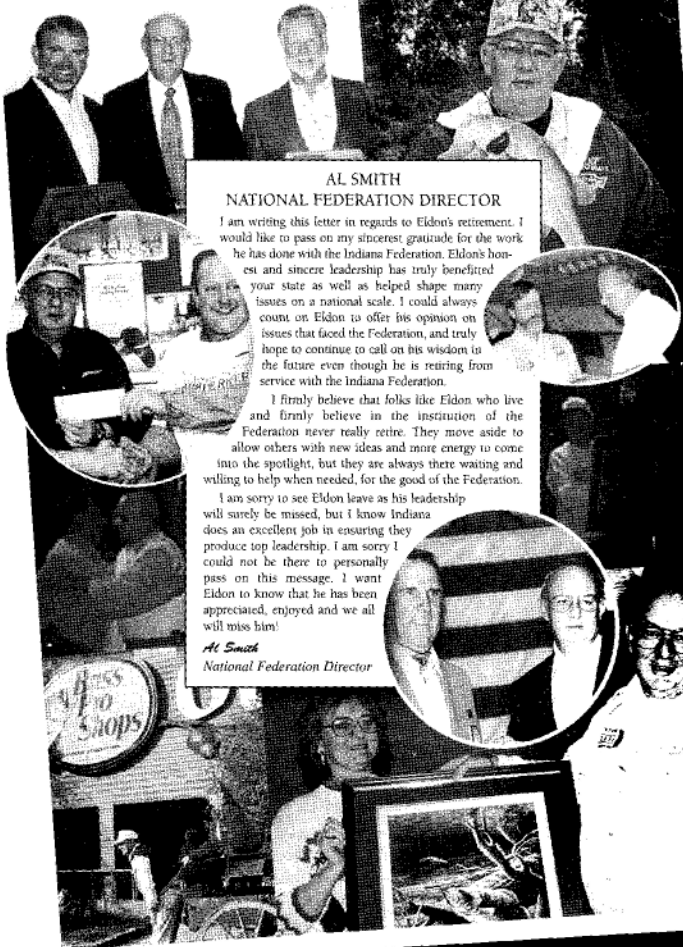 AL SMITH
NATIONAL FEDERATION DIRECTOR
I am writing this letter in regards to Eldon's retirement. I
would like to pass on my sincerest gratitude for the work
he has done with the Indiana Federation. Eldon's hon-
est and sincere leadership has truly benefitted
your state as well as helped shape many
issues on a national scale. I could always
count on Eldon to offer his opinion on
issues that faced the Federation, and truly
hope to continue to call on his wisdom in
the future even though he is retiring from
service with the Indiana Federation.
I firmly believe that folks like Eldon who live
and firmly believe in the institution of the
Federation never really retire. They move aside to
allow others with new ideas and more energy to come
into the spotlight, but they are always there waiting and
willing to help when needed, for the good of the Federation.
I am sorry to see Eldon leave as his leadership
will surely be missed, but I know Indiana
does an excellent job in ensuring they
produce top leadership. I am sorry I
could not be there to personally
pass on this message. I want
Eldon to know that he has been
appreciated, enjoyed and we all
will miss him!
Al Smith
National Federation Director
Bass
Pro
Shops